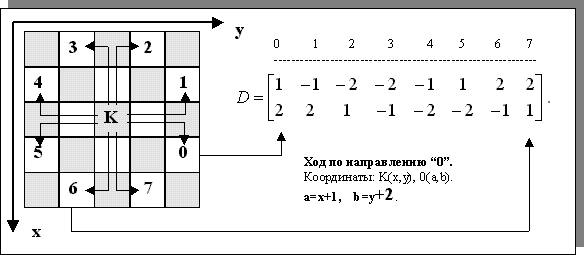 y
0 1 2 3 4 5 6 7
3 2
4 1
K
5 0
6 7
x
D = [1 −1 −2 −2 −1 1 2 2
2 2 1 −1 −2 −2 −1 1].
Ход по направлению “0”.
Координаты: K(x,y), 0(a,b).
a=x+1, b=y+2.